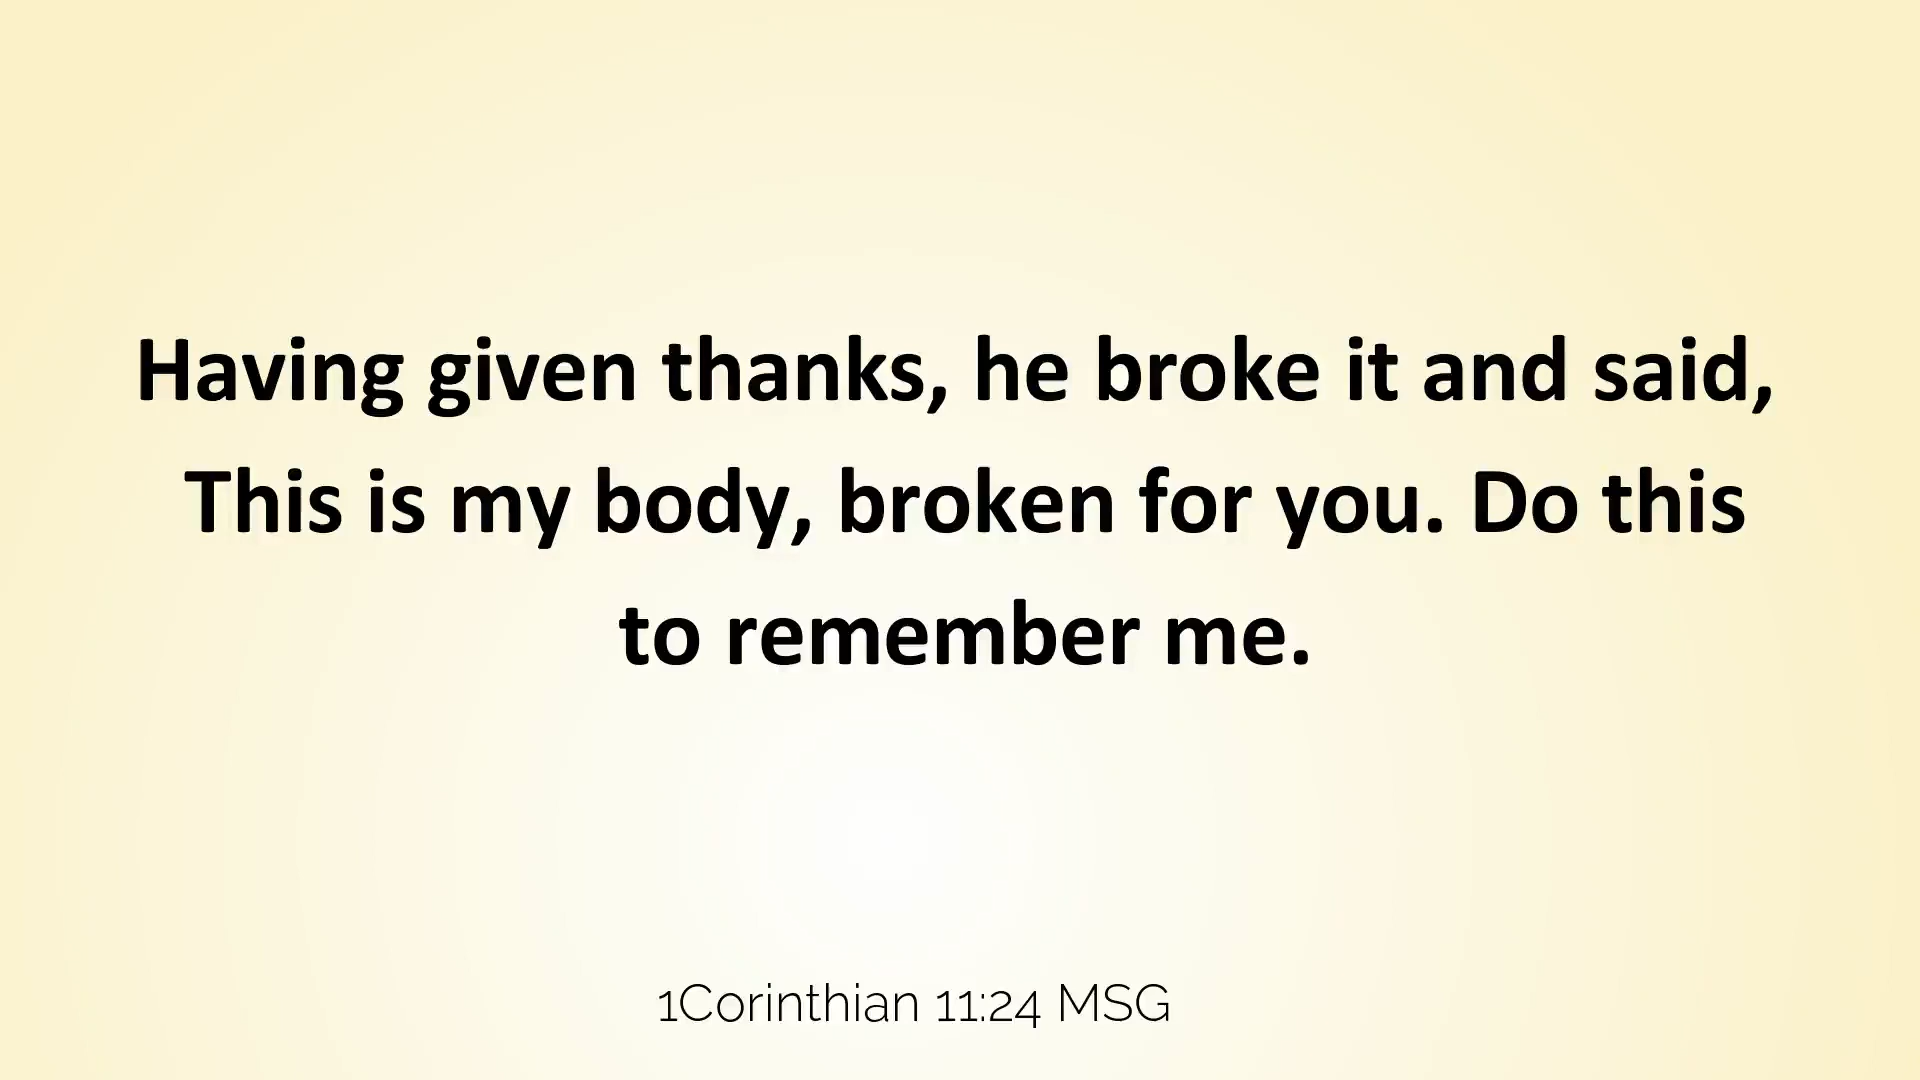 Having given thanks, he broke it and said,
This is my body, broken for you. Do this
to remember me.
1Corinthian 11:24 MSG